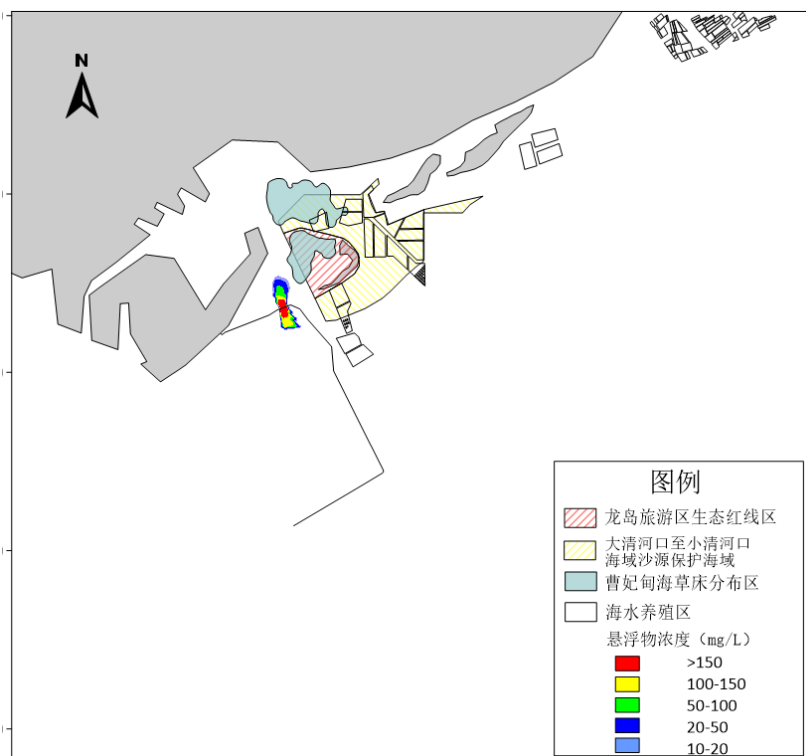 N
图例
龙岛旅游区生态红线区
大清河口至小清河口
海域沙源保护海域
曹妃甸海草床分布区
海水养殖区
悬浮物浓度（mg/L）
>150
100-150
50-100
20-50
10-20